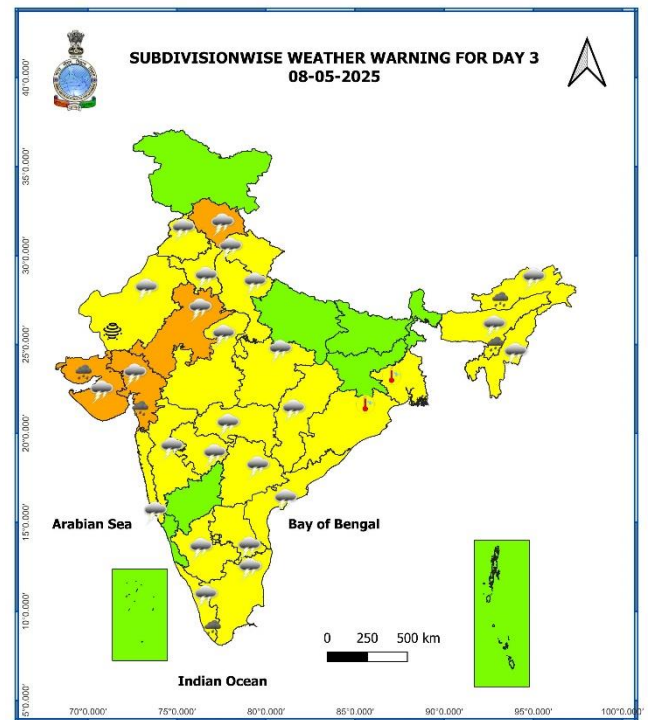 SUBDIVISIONWISE WEATHER WARNING FOR DAY 3
08-05-2025
40°0.000'
35°0.000'
30°0.000'
25°0.000'
20°0.000'
15°0.000'
10°0.000'
5°0.000'
Arabian Sea
Bay of Bengal
0 250 500 km
Indian Ocean
70°0.000' 75°0.000' 80°0.000' 85°0.000' 90°0.000' 95°0.000' 100°0.000'